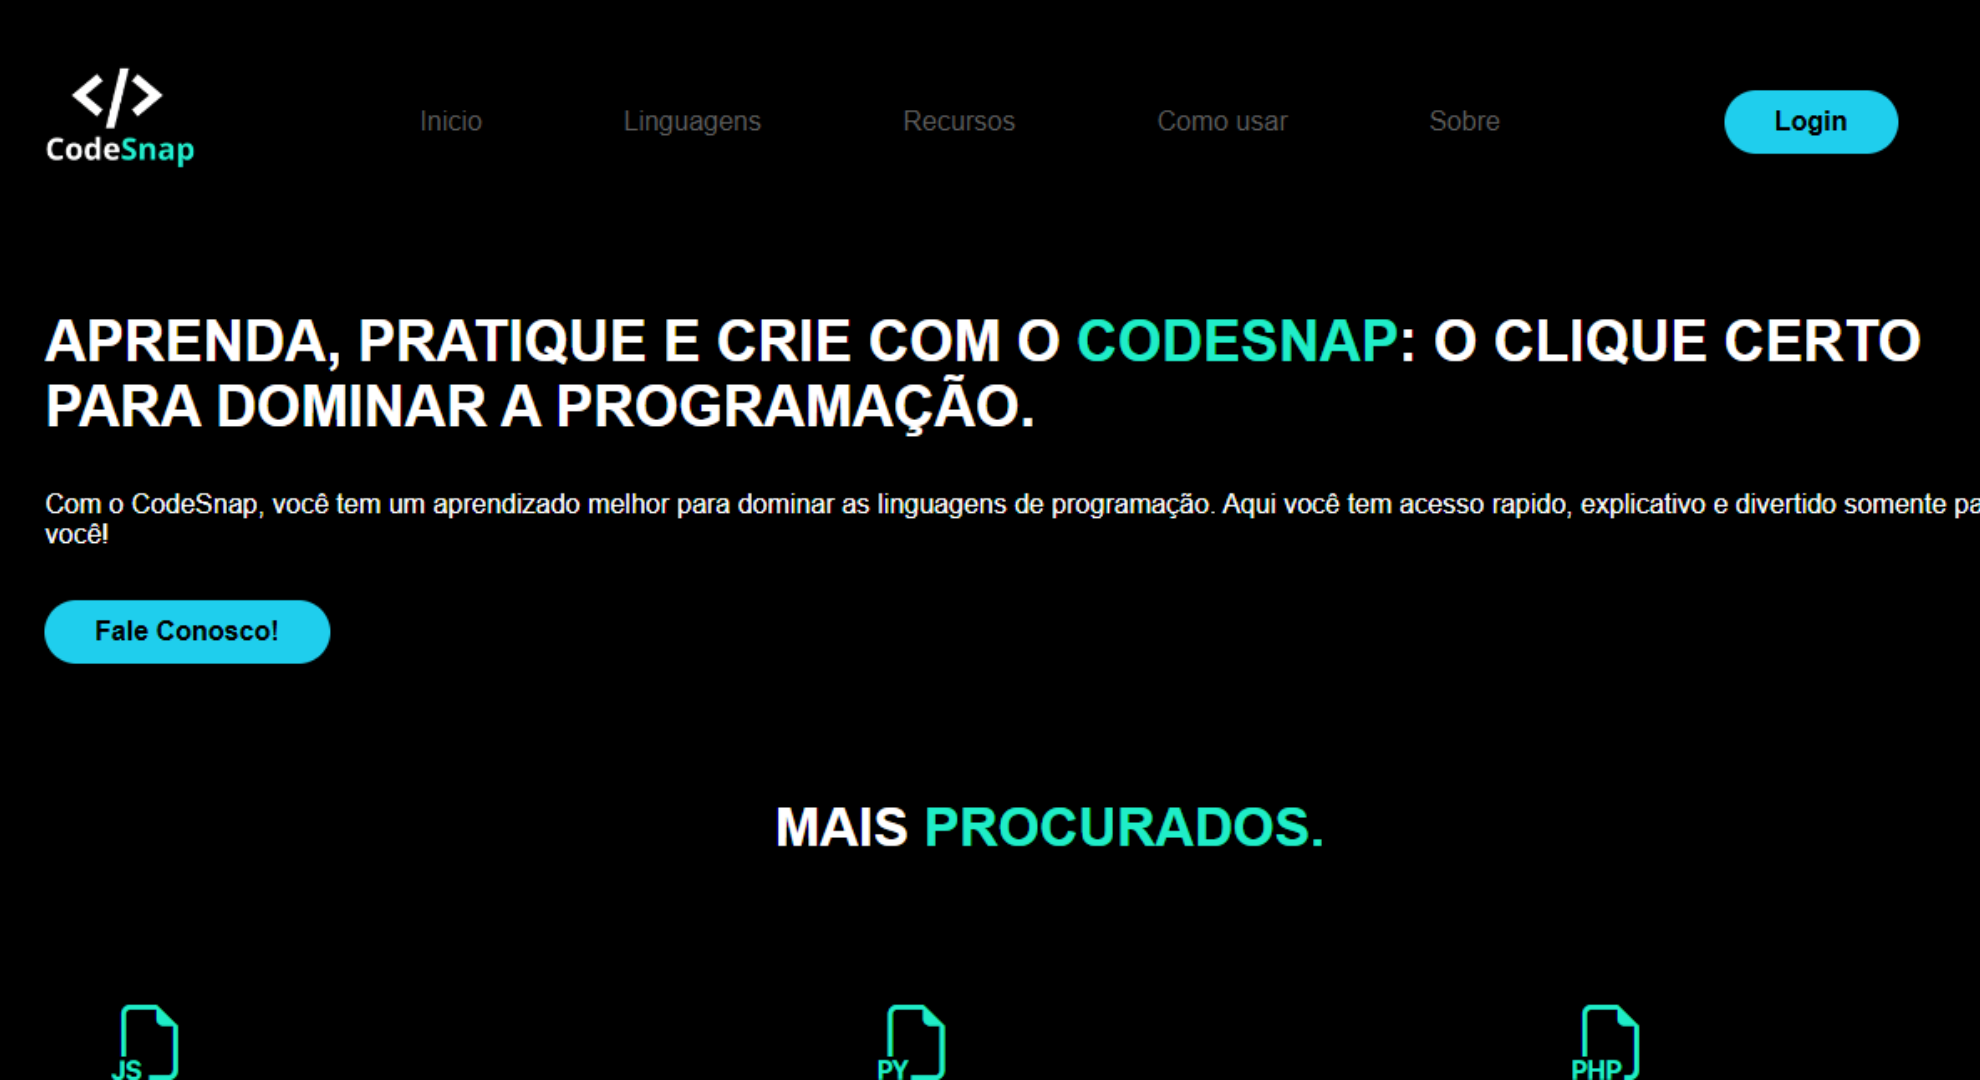 </>
CodeSnap
Inicio Linguagens Recursos Como usar Sobre Login
APRENDA, PRATIQUE E CRIE COM O CODESNAP: O CLIQUE CERTO
PARA DOMINAR A PROGRAMAÇÃO.
Com o CodeSnap, você tem um aprendizado melhor para dominar as linguagens de programação. Aqui você tem acesso rapido, explicativo e divertido somente
você!
Fale Conosco!
MAIS PROCURADOS.
JS PY PHP